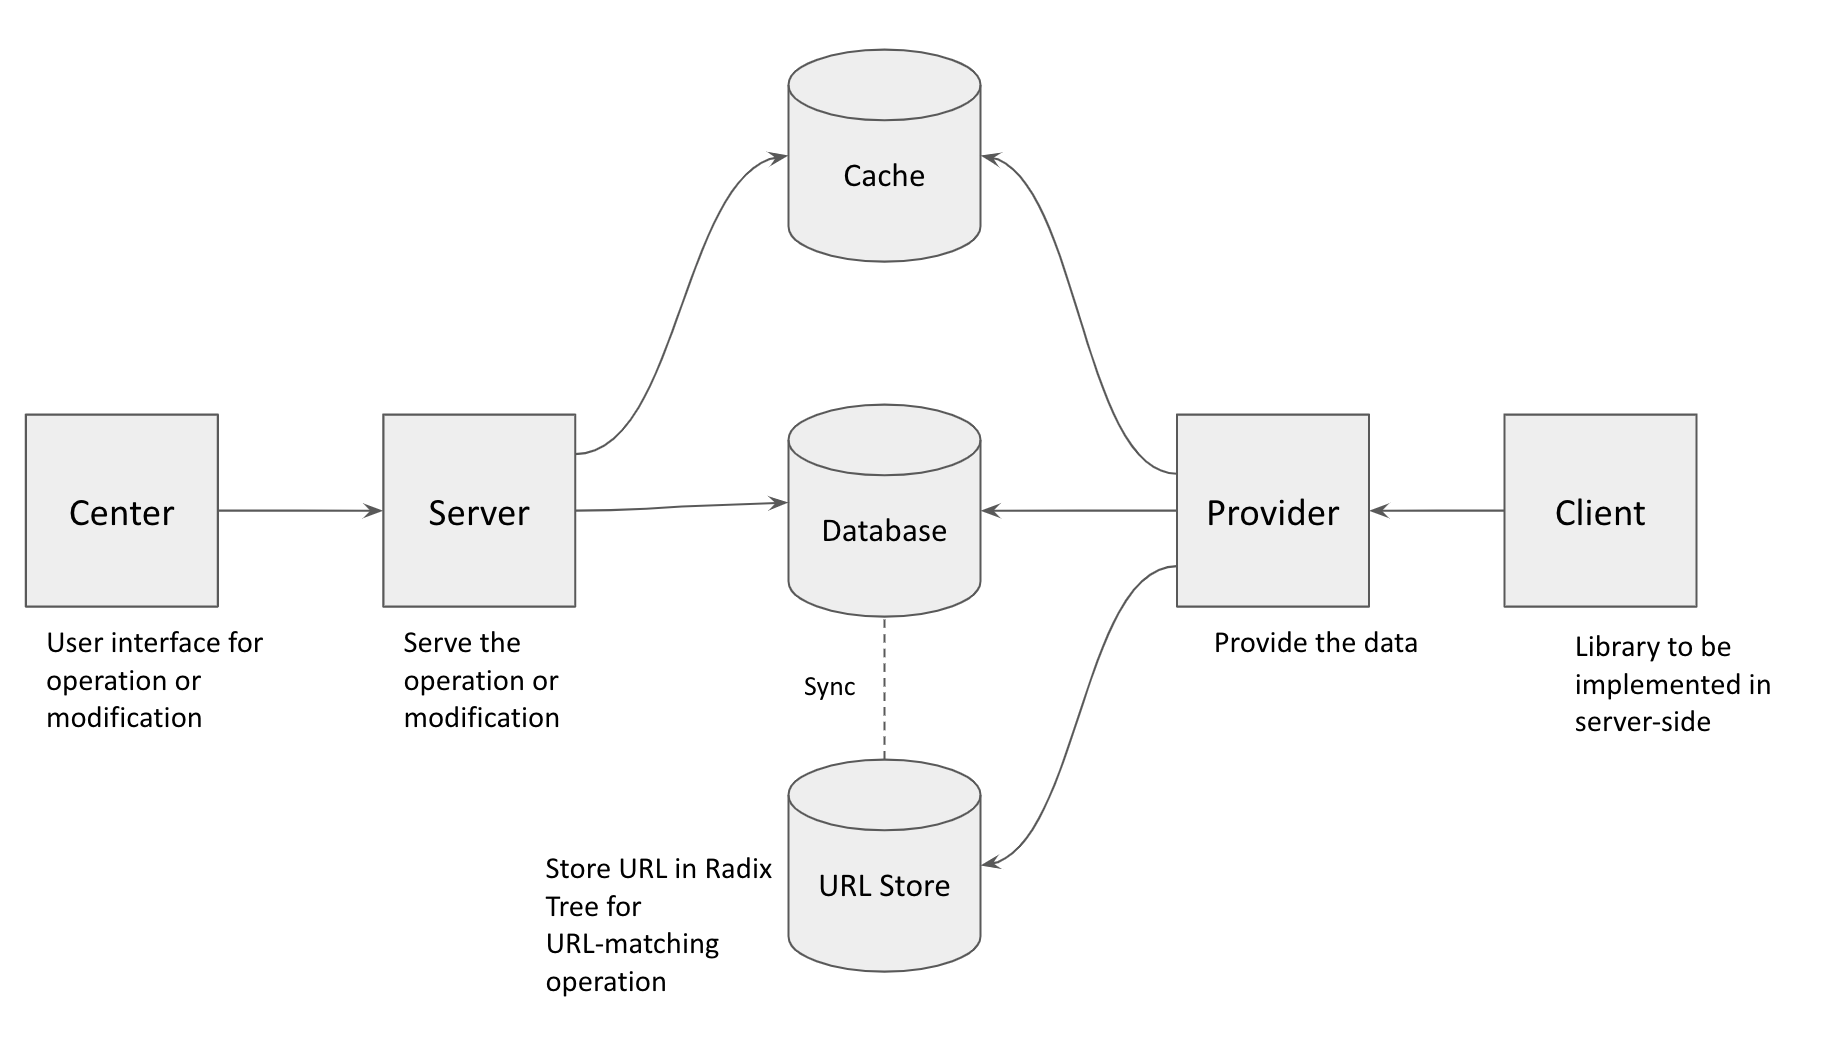 Cache
Center
Server
Database
Provider
Client
User interface for
operation or
modification
Serve the
operation or
modification
Sync
Provide the data
Library to be
implemented in
server-side
Store URL in Radix
Tree for
URL-matching
operation
URL Store